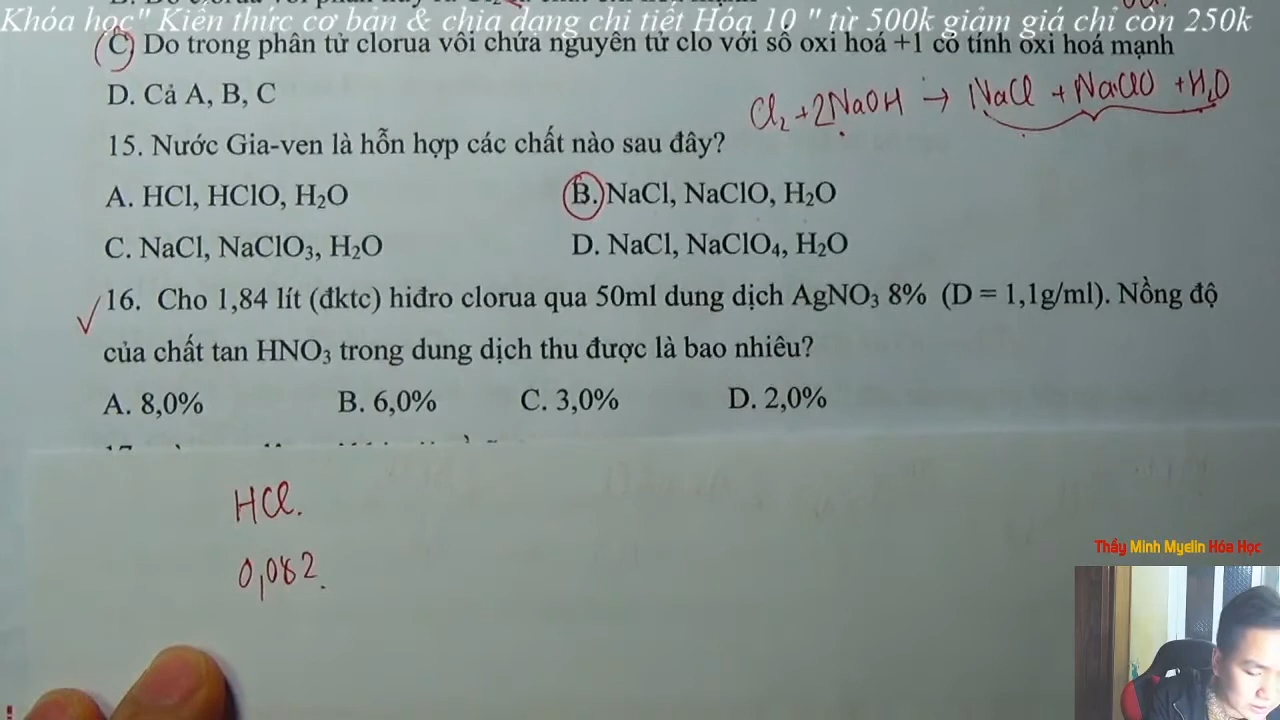 Khóa học" Kiến thức cơ bản & chia dạng chi tiết Hóa 10 " từ 500k giảm giá chỉ còn 250k
C) Do trong phân tử clorua vôi chứa nguyên tử clo với số oxi hoá +1 có tính oxi hoá mạnh
D. Cả A, B, C
Cl₂ + 2NaOH → NaCl + NaClO + H₂O
15. Nước Gia-ven là hỗn hợp các chất nào sau đây?
A. HCl, HClO, H₂O B. NaCl, NaClO, H₂O
C. NaCl, NaClO₃, H₂O D. NaCl, NaClO₄, H₂O
16. Cho 1,84 lít (đktc) hiđro clorua qua 50ml dung dịch AgNO₃ 8% (D = 1,1g/ml). Nồng độ
của chất tan HNO₃ trong dung dịch thu được là bao nhiêu?
A. 8,0% B. 6,0% C. 3,0% D. 2,0%
HCl.
0,082.
Thầy Minh Myelin Hóa Học